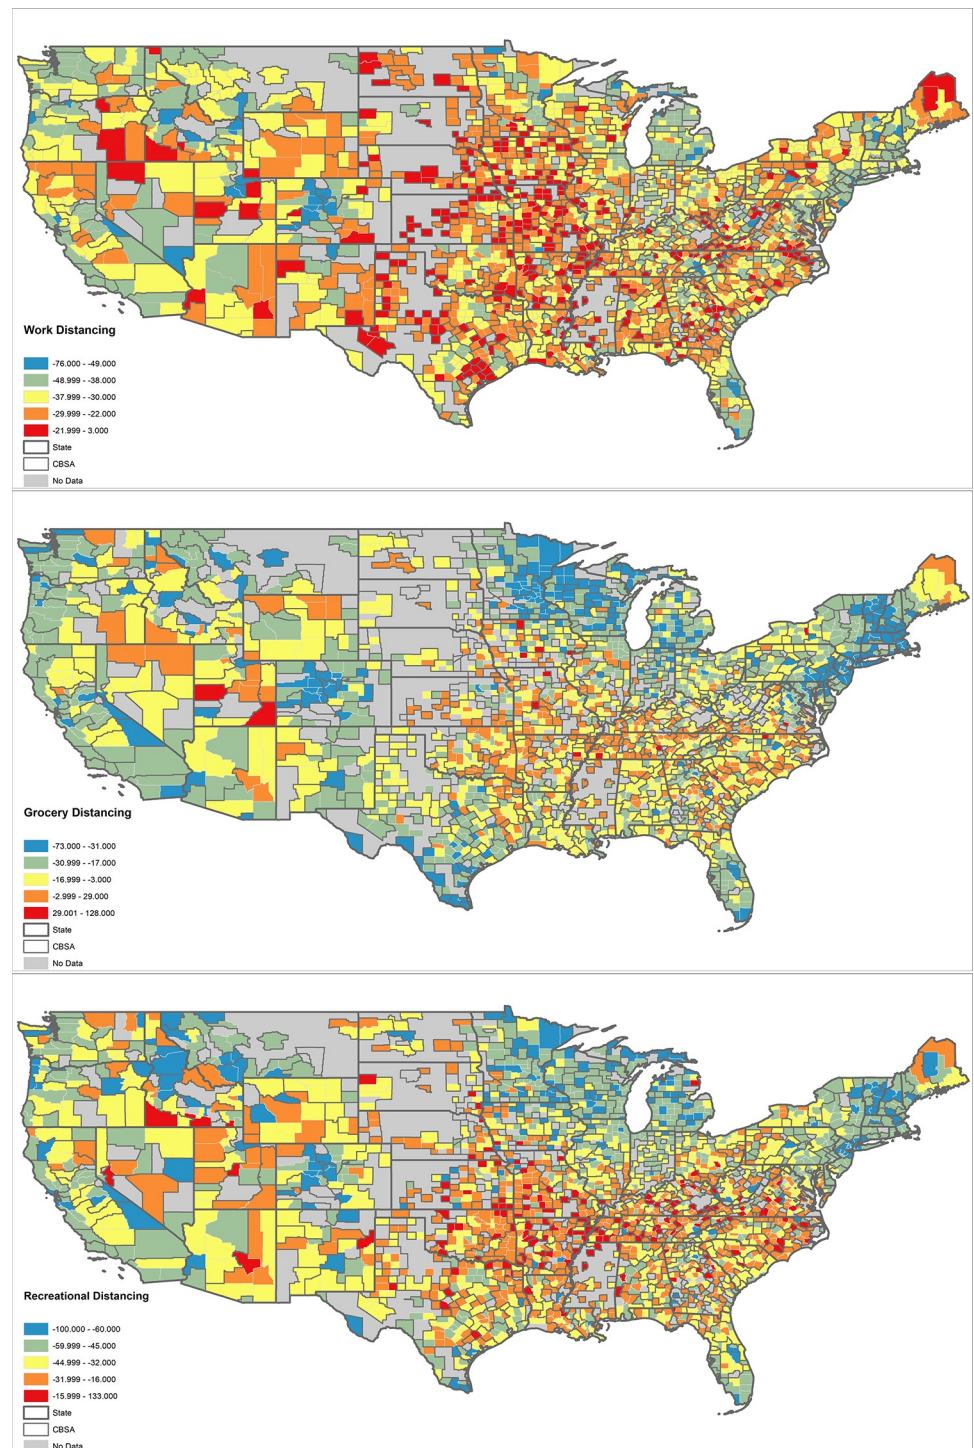 Work Distancing
-76.000 - -49.000
-48.999 - -38.000
-37.999 - -30.000
-29.999 - -22.000
-21.999 - 3.000
State
CBSA
No Data
Grocery Distancing
-73.000 - -31.000
-30.999 - -17.000
-16.999 - -3.000
-2.999 - 29.000
29.001 - 128.000
State
CBSA
No Data
Recreational Distancing
-100.000 - -60.000
-59.999 - -45.000
-44.999 - -32.000
-31.999 - -16.000
-15.999 - 133.000
State
CBSA
No Data